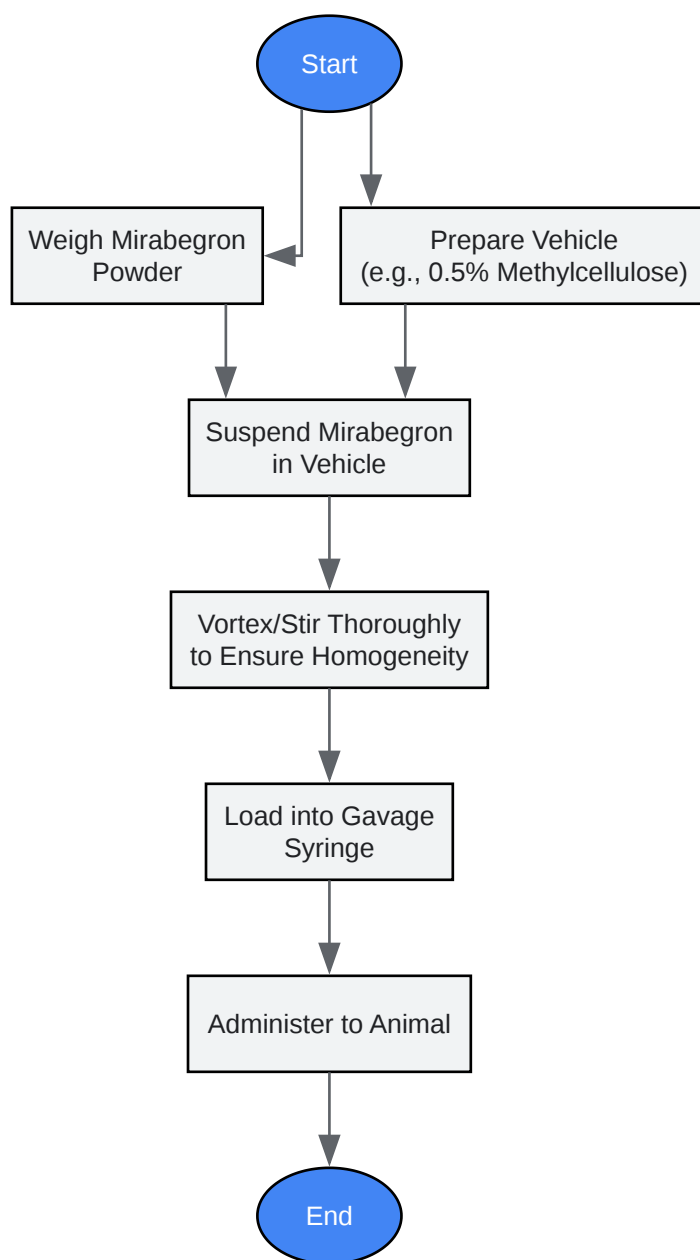 Start
Weigh Mirabegron
Powder
Prepare Vehicle
(e.g., 0.5% Methylcellulose)
Suspend Mirabegron
in Vehicle
Vortex/Stir Thoroughly
to Ensure Homogeneity
Load into Gavage
Syringe
Administer to Animal
End